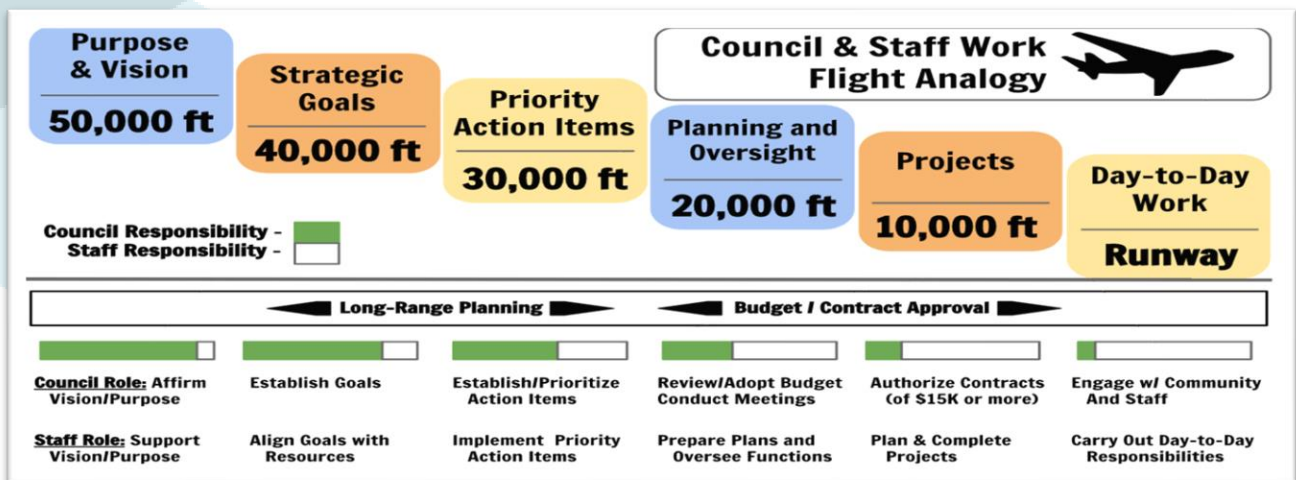 Purpose
& Vision
50,000 ft
Strategic
Goals
40,000 ft
Priority
Action Items
30,000 ft
Council & Staff Work
Flight Analogy
Planning and
Oversight
20,000 ft
Projects
10,000 ft
Day-to-Day
Work
Runway
Council Responsibility -
Staff Responsibility -
Long-Range Planning
Budget / Contract Approval
Council Role: Affirm
Vision/Purpose
Establish Goals
Establish/Prioritize
Action Items
Review/Adopt Budget
Conduct Meetings
Authorize Contracts
(of $15K or more)
Engage w/ Community
And Staff
Staff Role: Support
Vision/Purpose
Align Goals with
Resources
Implement Priority
Action Items
Prepare Plans and
Oversee Functions
Plan & Complete
Projects
Carry Out Day-to-Day
Responsibilities